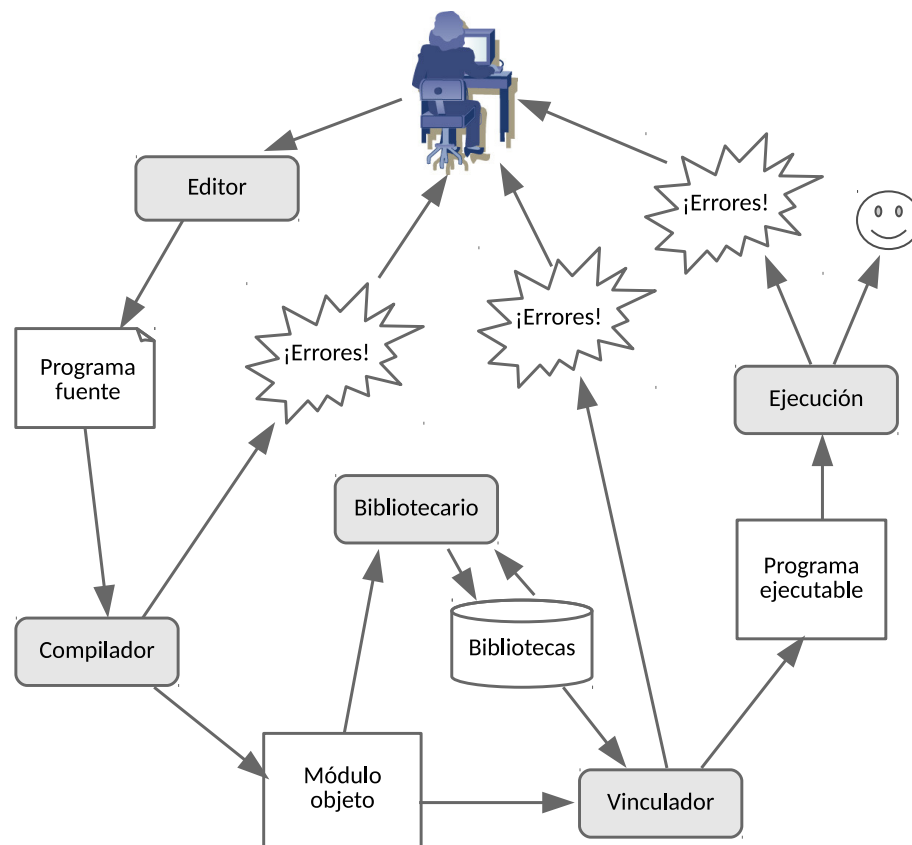 Editor
¡Errores!
¡Errores!
¡Errores!
Programa
fuente
Ejecución
Bibliotecario
Programa
ejecutable
Compilador
Bibliotecas
Módulo
objeto
Vinculador